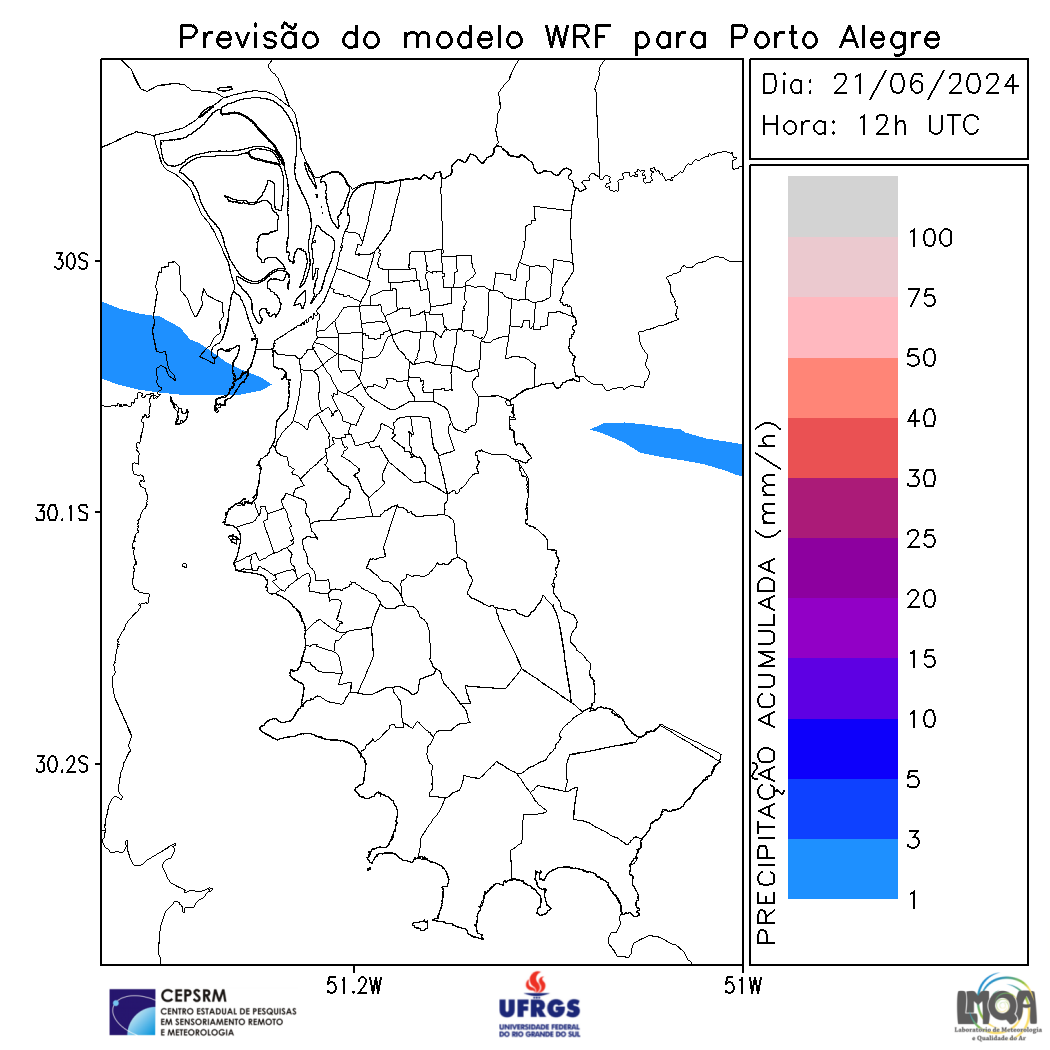 Previsão do modelo WRF para Porto Alegre
Dia: 21/06/2024
Hora: 12h UTC
30S
30.1S
30.2S
51.2W
51W
PRECIPITAÇÃO ACUMULADA (mm/h)
100
75
50
40
30
25
20
15
10
5
3
1
CEPSRM
CENTRO ESTADUAL DE PESQUISAS
EM SENSORIAMENTO REMOTO
E METEOROLOGIA
UFRGS
UNIVERSIDADE FEDERAL
DO RIO GRANDE DO SUL
LMQA
Laboratório de Meteorologia
e Qualidade do Ar